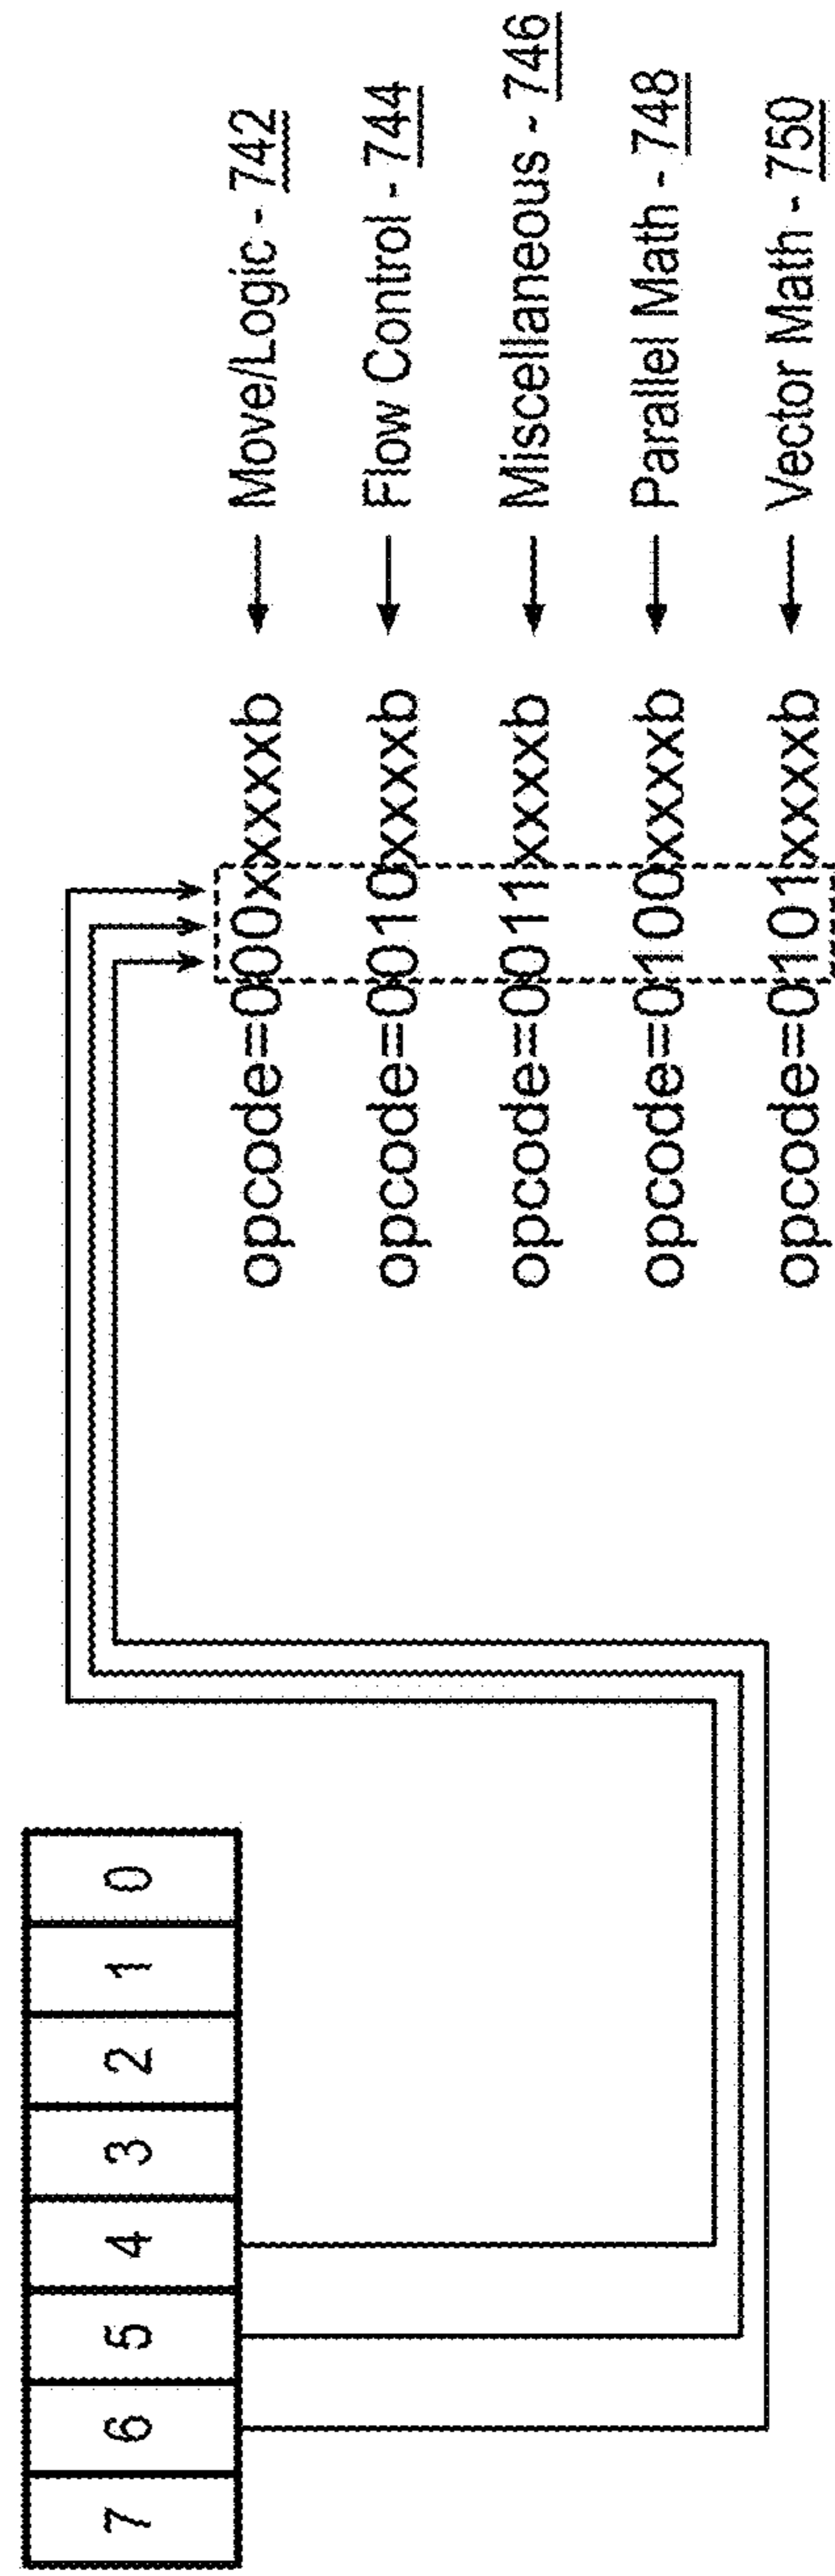 7 6 5 4 3 2 1 0
opcode=000xxxxxb ← Move/Logic - 742
opcode=0010xxxxb ← Flow Control - 744
opcode=0011xxxxb ← Miscellaneous - 746
opcode=0100xxxxb ← Parallel Math - 748
opcode=0101xxxxb ← Vector Math - 750